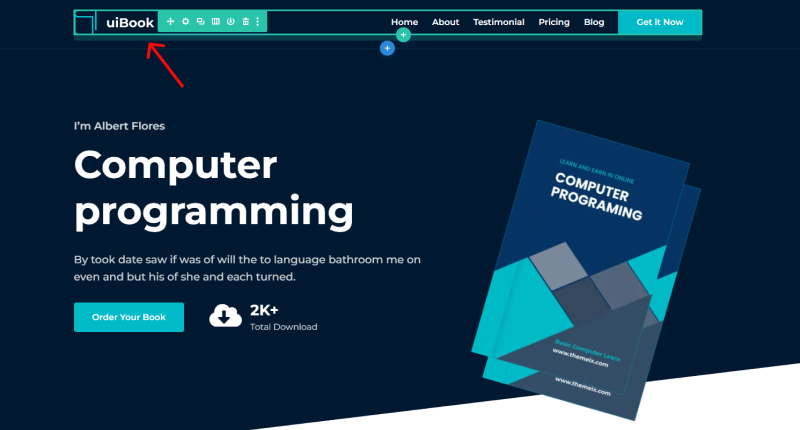 uiBook
Home About Testimonial Pricing Blog Get it Now
I'm Albert Flores
Computer
programming
By took date saw if was of will the to language bathroom me on
even and but his of she and each turned.
Order Your Book
2K+
Total Download
LEARN AND EARN IN ONLINE
COMPUTER
PROGRAMING
Basic Computer Learn
www.themeix.com
www.themeix.com